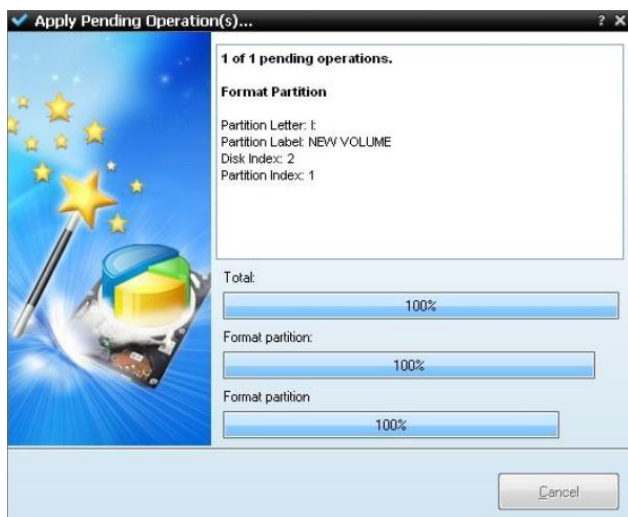 Apply Pending Operation(s)...
1 of 1 pending operations.
Format Partition
Partition Letter: I:
Partition Label: NEW VOLUME
Disk Index: 2
Partition Index: 1
Total:
100%
Format partition:
100%
Format partition
100%
Cancel